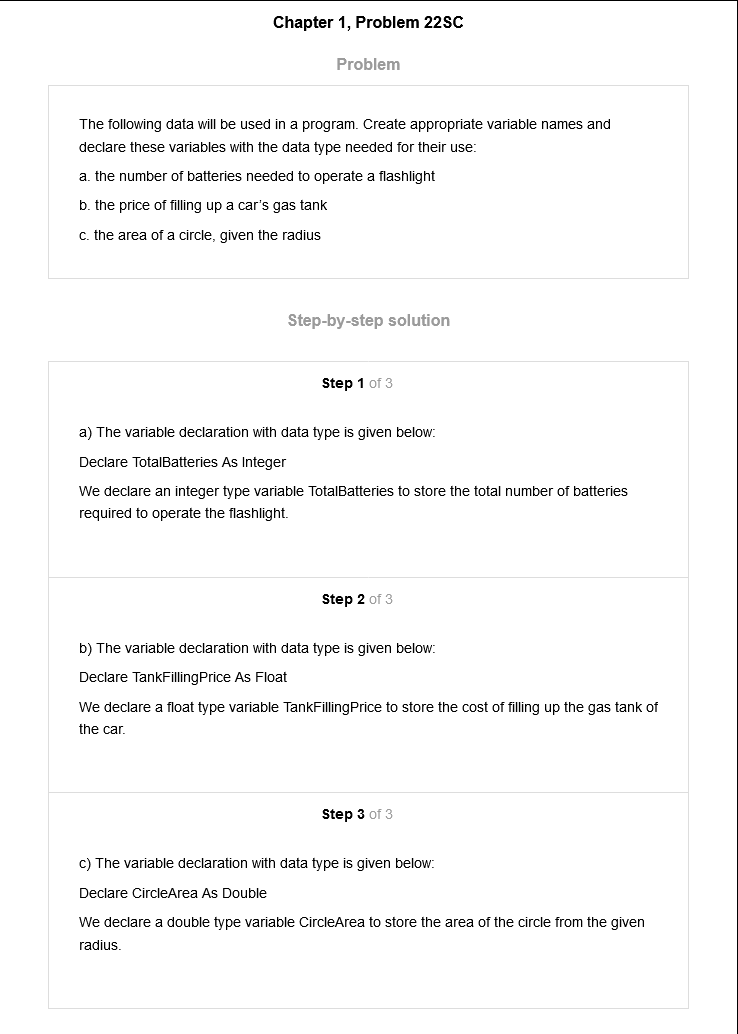 Chapter 1, Problem 22SC
Problem
The following data will be used in a program. Create appropriate variable names and
declare these variables with the data type needed for their use:
a. the number of batteries needed to operate a flashlight
b. the price of filling up a car’s gas tank
c. the area of a circle, given the radius
Step-by-step solution
Step 1 of 3
a) The variable declaration with data type is given below:
Declare TotalBatteries As Integer
We declare an integer type variable TotalBatteries to store the total number of batteries
required to operate the flashlight.
Step 2 of 3
b) The variable declaration with data type is given below:
Declare TankFillingPrice As Float
We declare a float type variable TankFillingPrice to store the cost of filling up the gas tank of
the car.
Step 3 of 3
c) The variable declaration with data type is given below:
Declare CircleArea As Double
We declare a double type variable CircleArea to store the area of the circle from the given
radius.